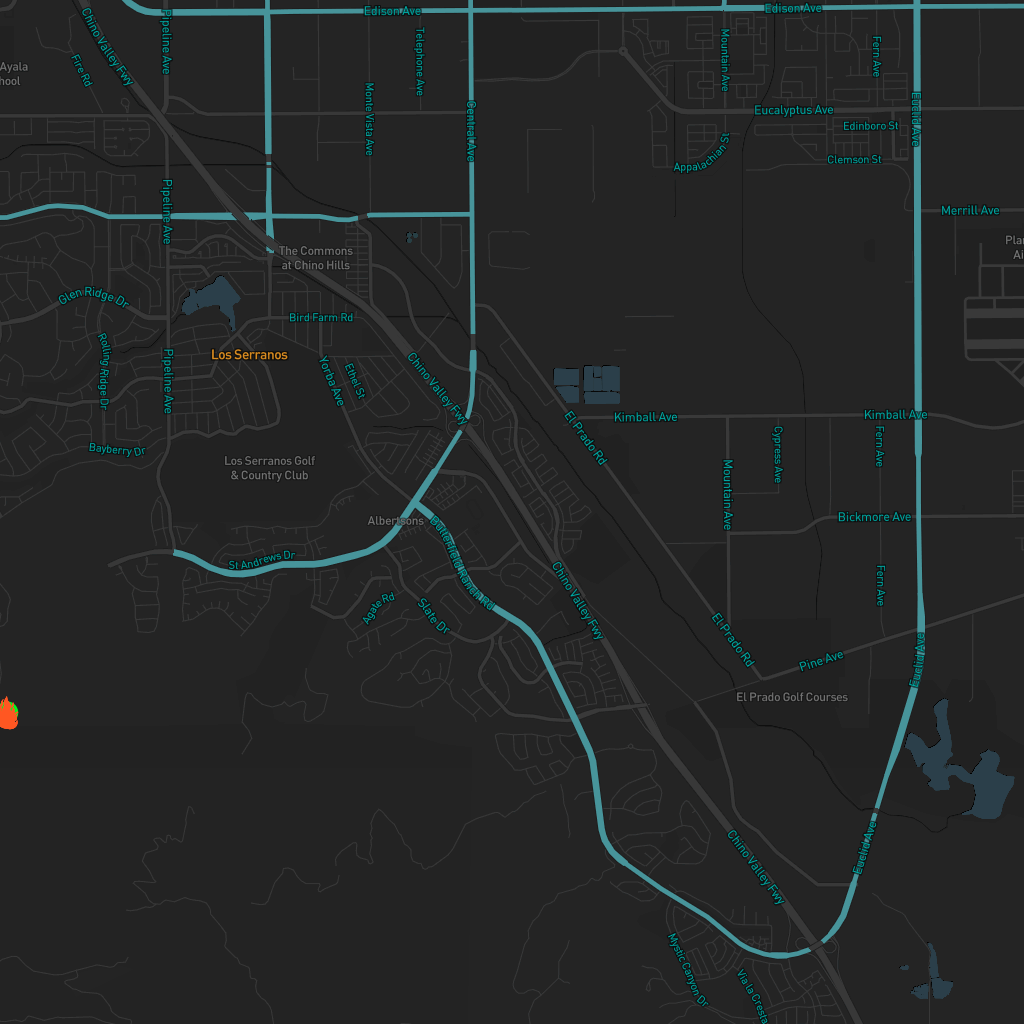 Edison Ave
Edison Ave
Chino Valley Fwy
Pipeline Ave
Telephone Ave
Mountain Ave
Fern Ave
Fire Rd
Ayala
hool
Monte Vista Ave
Central Ave
Eucalyptus Ave
Euclid Ave
Edinboro St
Appalachian St
Clemson St
Pipeline Ave
Merrill Ave
The Commons
at Chino Hills
Plan
Ai
Glen Ridge Dr
Bird Farm Rd
Rolling Ridge Dr
Los Serranos
Pipeline Ave
Yorba Ave
Ethel St
Chino Valley Fwy
El Prado Rd
Kimball Ave
Kimball Ave
Bayberry Dr
Cypress Ave
Fern Ave
Los Serranos Golf
& Country Club
Mountain Ave
Albertsons
Bickmore Ave
Butterfield Ranch Rd
St Andrews Dr
Chino Valley Fwy
Fern Ave
Agate Rd
Slate Dr
El Prado Rd
Pine Ave
Euclid Ave
El Prado Golf Courses
Chino Valley Fwy
Euclid Ave
Mystic Canyon Dr
Via la Cresta